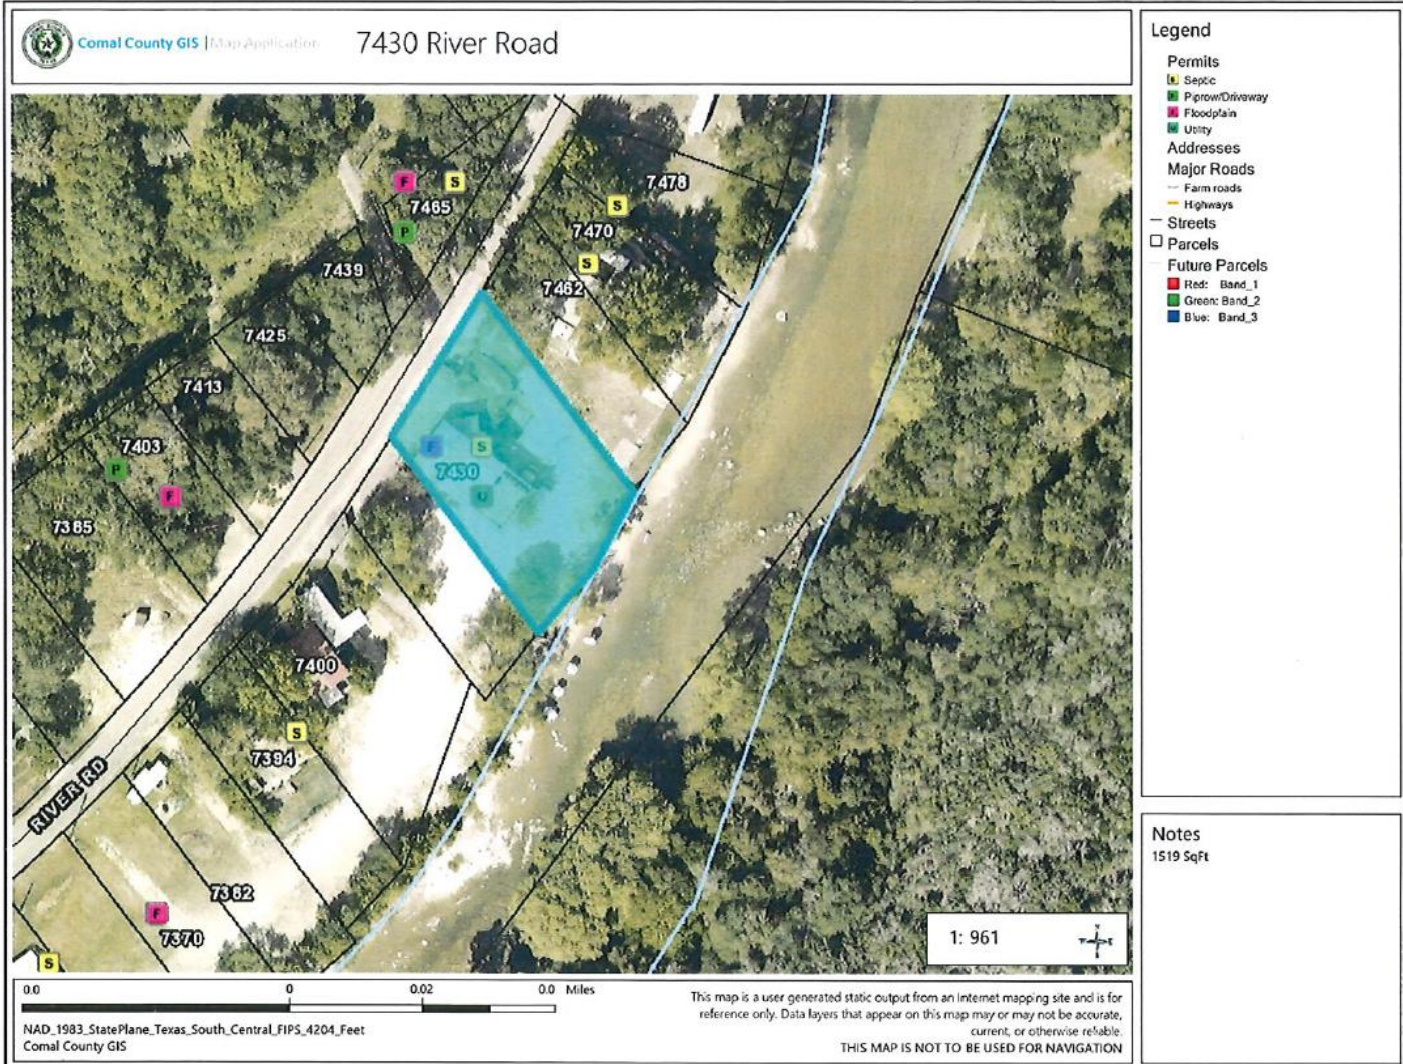 Comal County GIS | Map Application
7430 River Road
Legend
Permits
S Septic
P Piprow/Driveway
F Floodplain
U Utility
Addresses
Major Roads
Farm roads
Highways
Streets
Parcels
Future Parcels
Red: Band_1
Green: Band_2
Blue: Band_3
F S
7465
P
7478
S
7470
S
7462
7439
7425
7413
7403
P
F
7385
F S
7430
U
7400
S
7394
RIVER RD
7382
F
7370
S
1: 961
N
W E
S
Notes
1519 SqFt
0.0 0 0.02 0.0 Miles
NAD_1983_StatePlane_Texas_South_Central_FIPS_4204_Feet
Comal County GIS
This map is a user generated static output from an Internet mapping site and is for
reference only. Data layers that appear on this map may or may not be accurate,
current, or otherwise reliable.
THIS MAP IS NOT TO BE USED FOR NAVIGATION